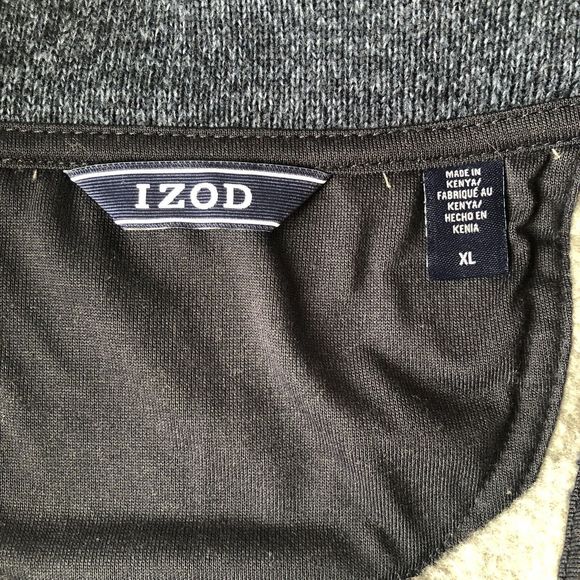 IZOD
MADE IN
KENYA/
FABRIQUÉ AU
KENYA/
HECHO EN
KENIA
XL